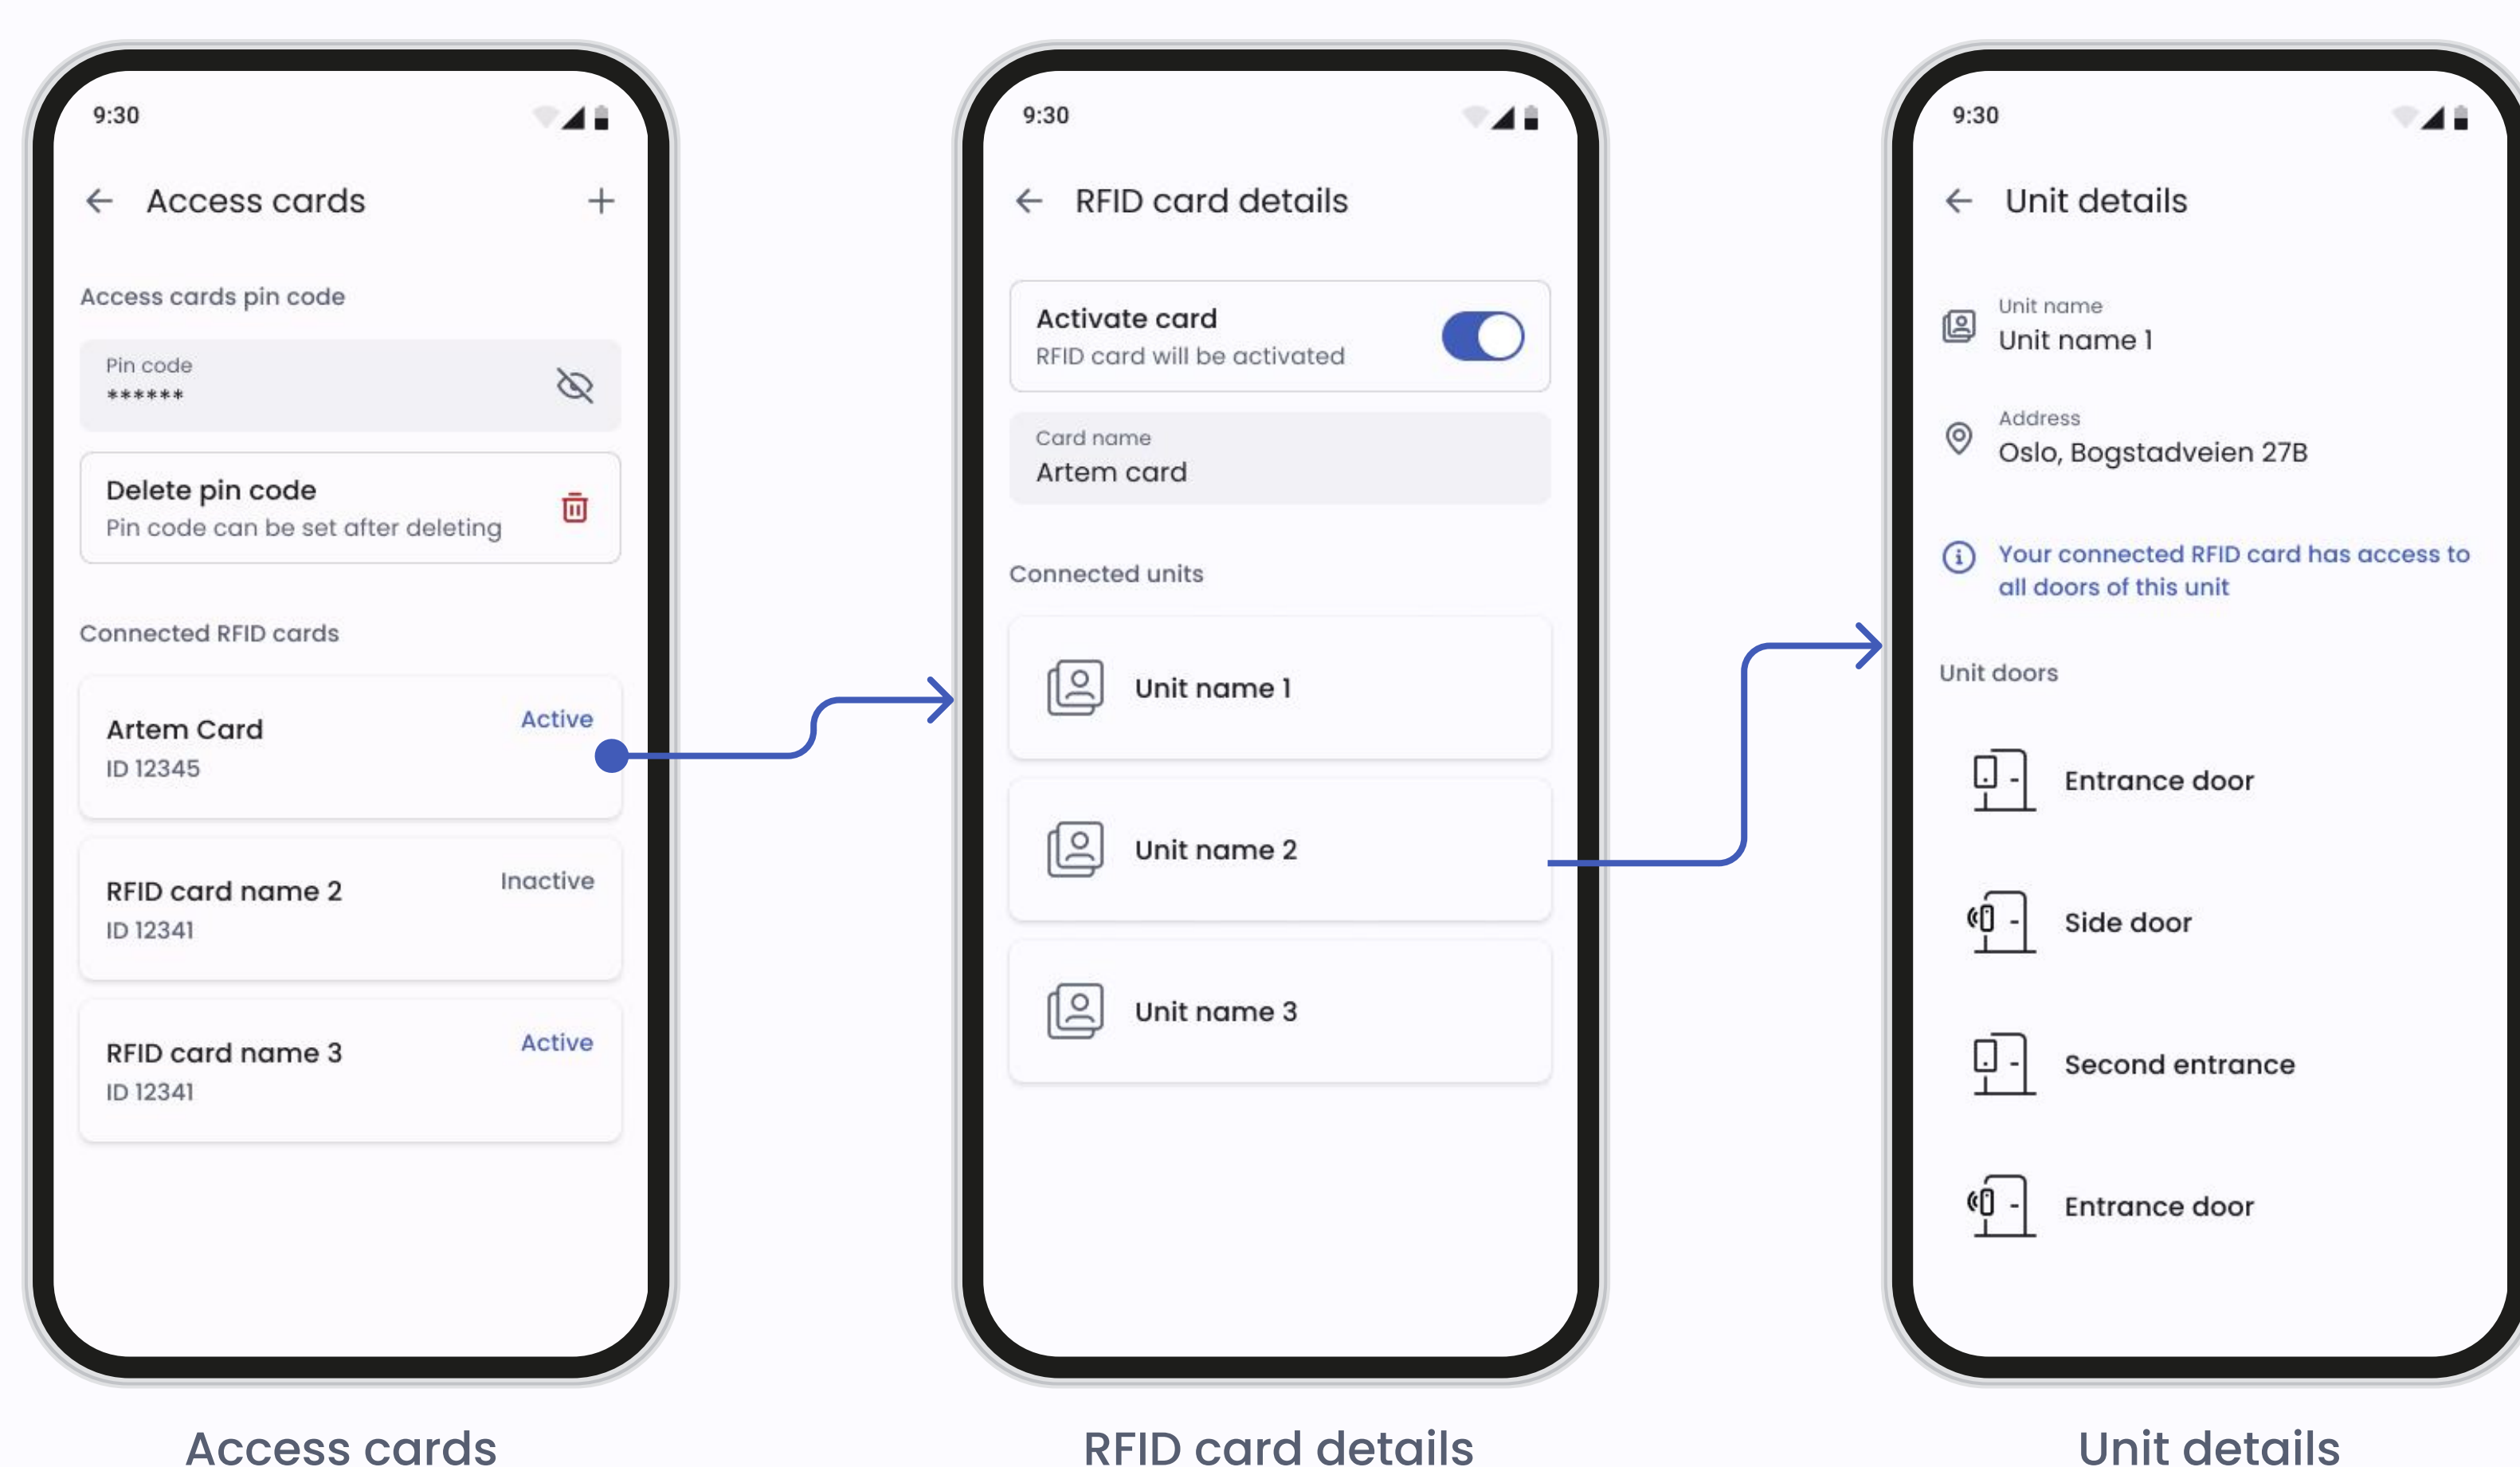 9:30
Access cards
Access cards pin code
Pin code
******
Delete pin code
Pin code can be set after deleting
Connected RFID cards
Artem Card
Active
ID 12345
RFID card name 2
Inactive
ID 12341
RFID card name 3
Active
ID 12341
Access cards
9:30
RFID card details
Activate card
RFID card will be activated
Card name
Artem card
Connected units
Unit name 1
Unit name 2
Unit name 3
RFID card details
9:30
Unit details
Unit name
Unit name 1
Address
Oslo, Bogstadveien 27B
Your connected RFID card has access to
all doors of this unit
Unit doors
Entrance door
Side door
Second entrance
Entrance door
Unit details